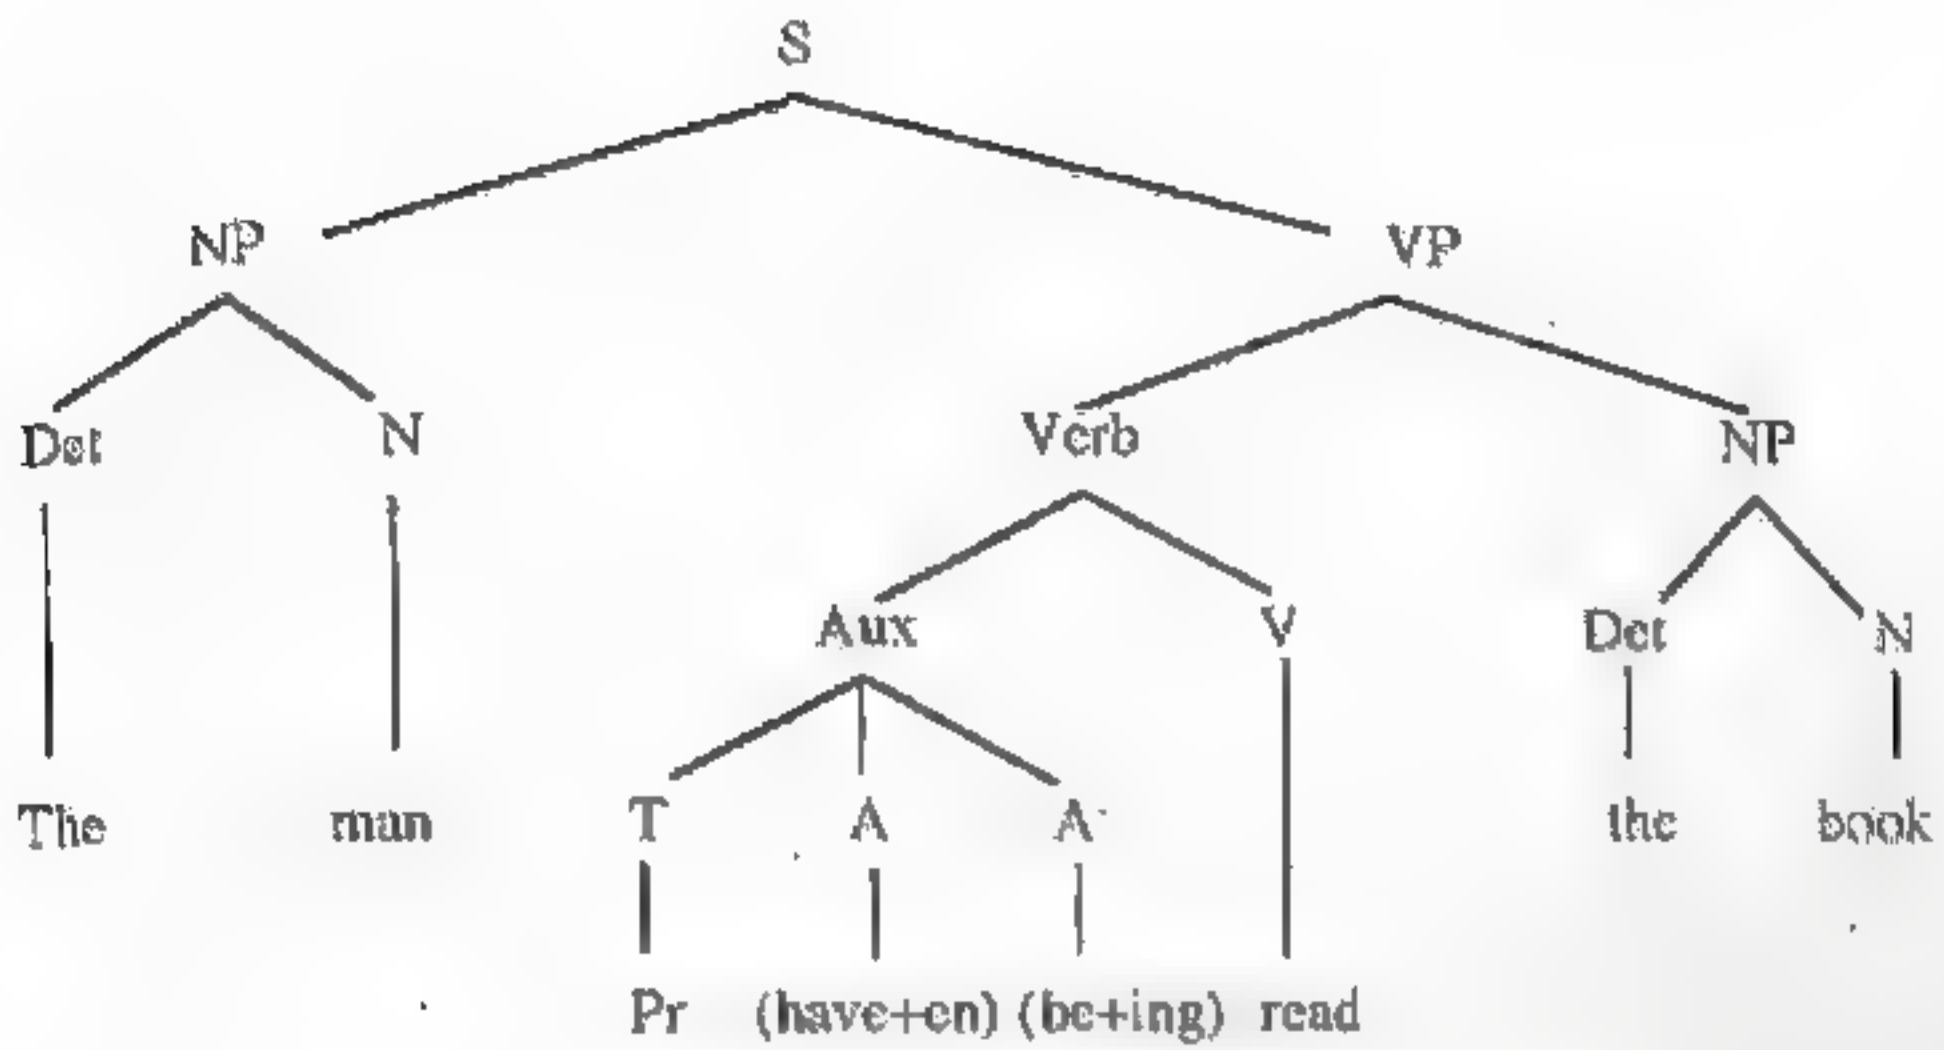 S
NP VP
Det N Verb NP
Aux V Det N
The man T A A the book
Pr (have+en) (be+ing) read